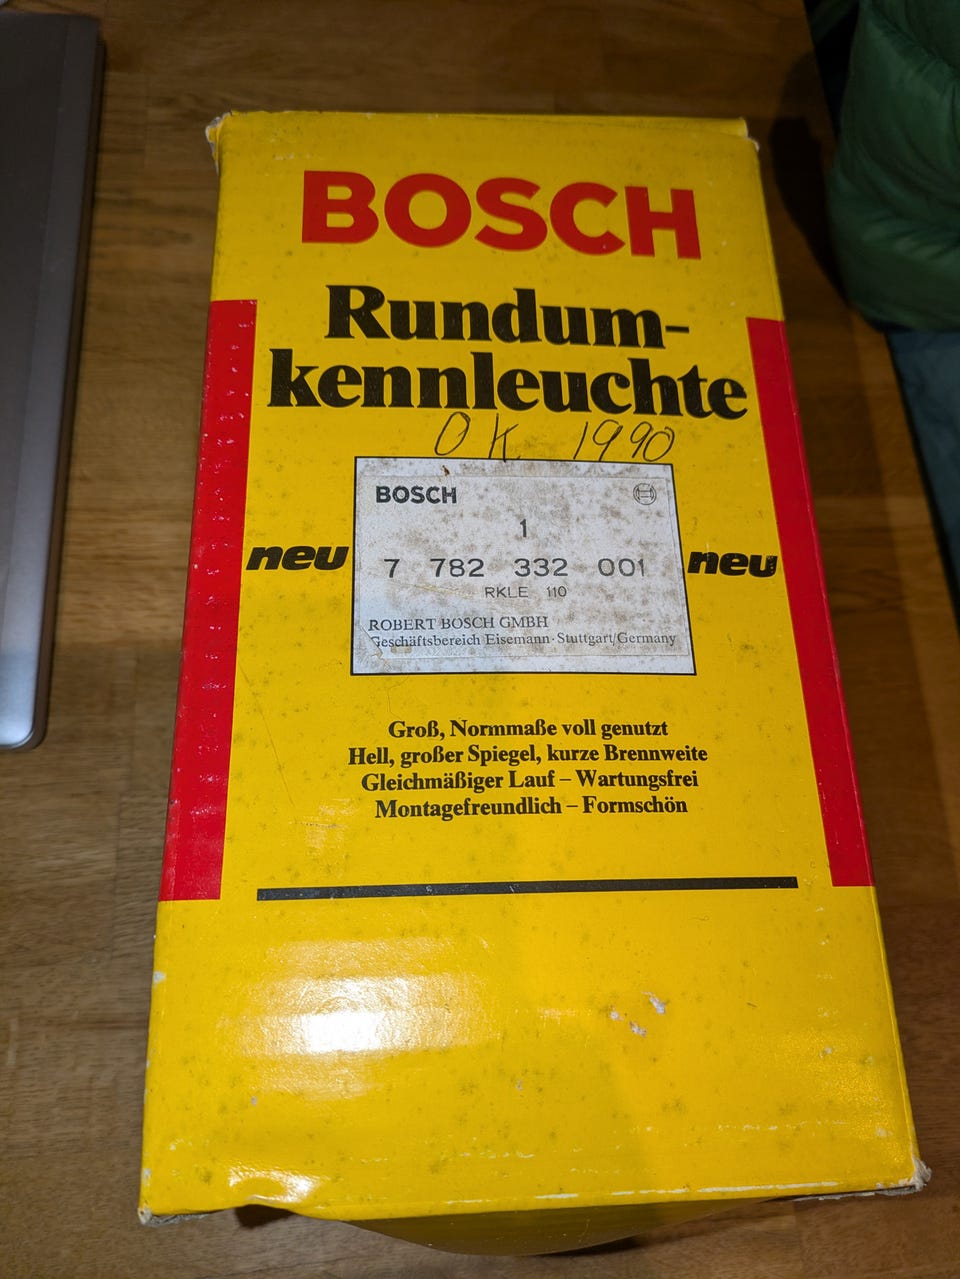 BOSCH
Rundum-
kennleuchte
OK 1990
BOSCH
1
neu 7 782 332 001 neu
RKLE 110
ROBERT BOSCH GMBH
Geschäftsbereich Eisemann · Stuttgart/Germany
Groß, Normmaße voll genutzt
Hell, großer Spiegel, kurze Brennweite
Gleichmäßiger Lauf – Wartungsfrei
Montagefreundlich – Formschön